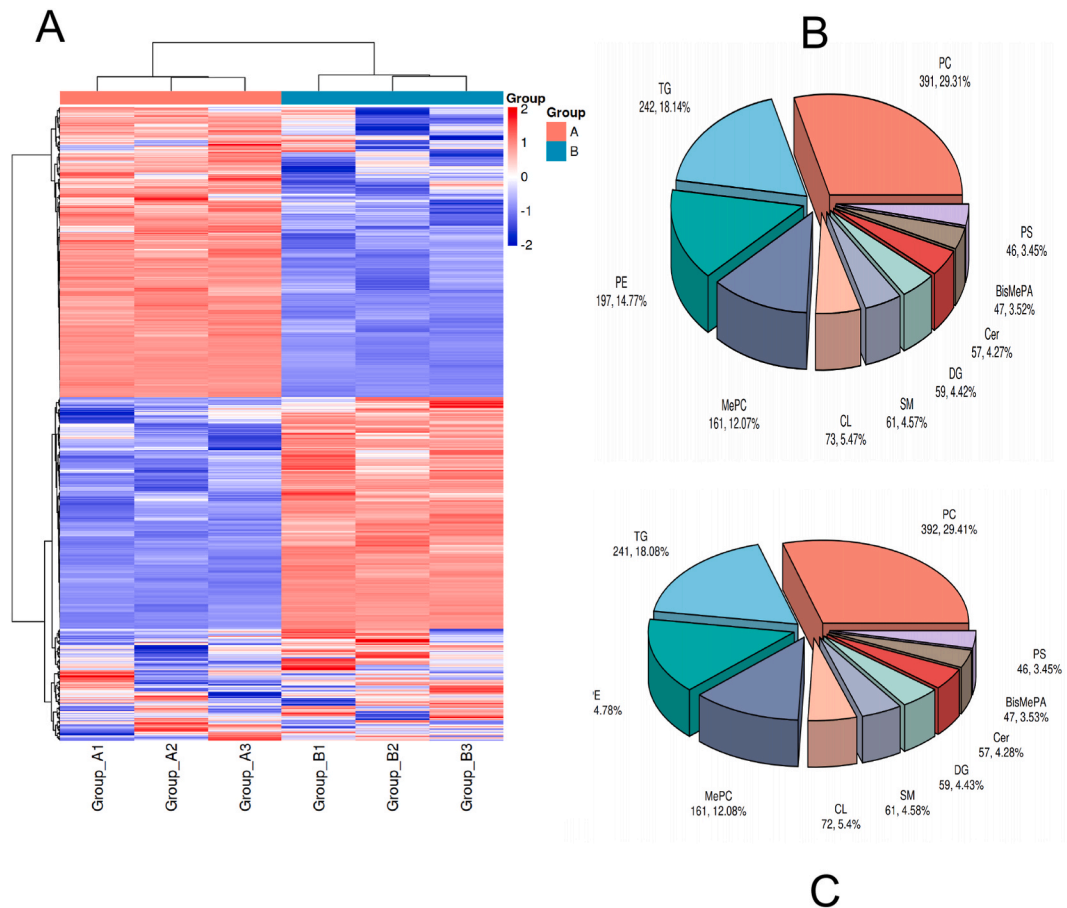 A
Group
2
1
0
-1
-2
Group
A
B
Group_A1
Group_A2
Group_A3
Group_B1
Group_B2
Group_B3
B
PC
391, 29.31%
TG
242, 18.14%
PE
197, 14.77%
MePC
161, 12.07%
CL
73, 5.47%
SM
61, 4.57%
DG
59, 4.42%
Cer
57, 4.27%
BisMePA
47, 3.52%
PS
46, 3.45%
PC
392, 29.41%
TG
241, 18.08%
E
4.78%
MePC
161, 12.08%
CL
72, 5.4%
SM
61, 4.58%
DG
59, 4.43%
Cer
57, 4.28%
BisMePA
47, 3.53%
PS
46, 3.45%
C